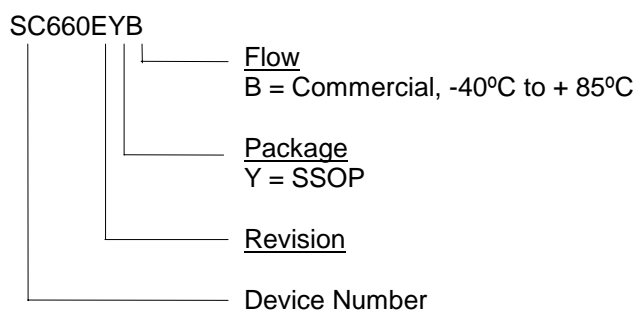 SC660EYB
Flow
B = Commercial, -40ºC to + 85ºC
Package
Y = SSOP
Revision
Device Number